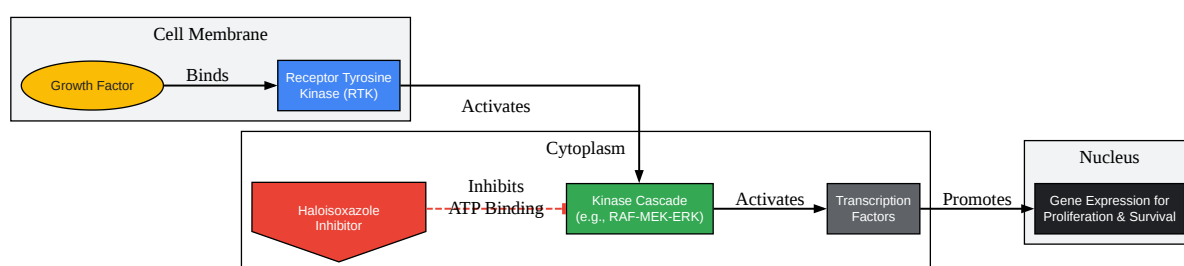 Cell Membrane
Growth Factor
Binds
Receptor Tyrosine
Kinase (RTK)
Activates
Cytoplasm
Haloisoxazole
Inhibitor
Inhibits
ATP Binding
Kinase Cascade
(e.g., RAF-MEK-ERK)
Activates
Transcription
Factors
Promotes
Nucleus
Gene Expression for
Proliferation & Survival